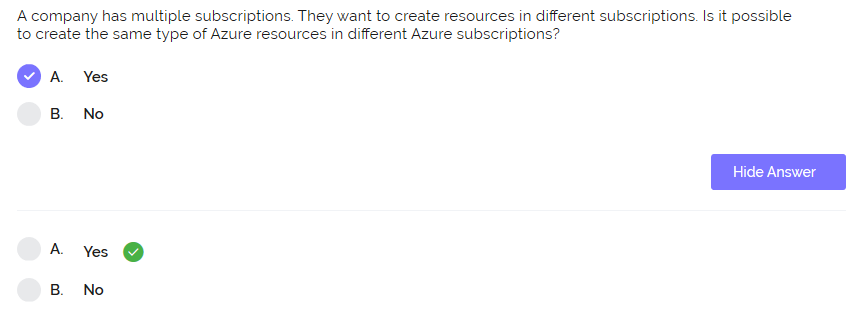 A company has multiple subscriptions. They want to create resources in different subscriptions. Is it possible
to create the same type of Azure resources in different Azure subscriptions?
A. Yes
B. No
Hide Answer
A. Yes
B. No